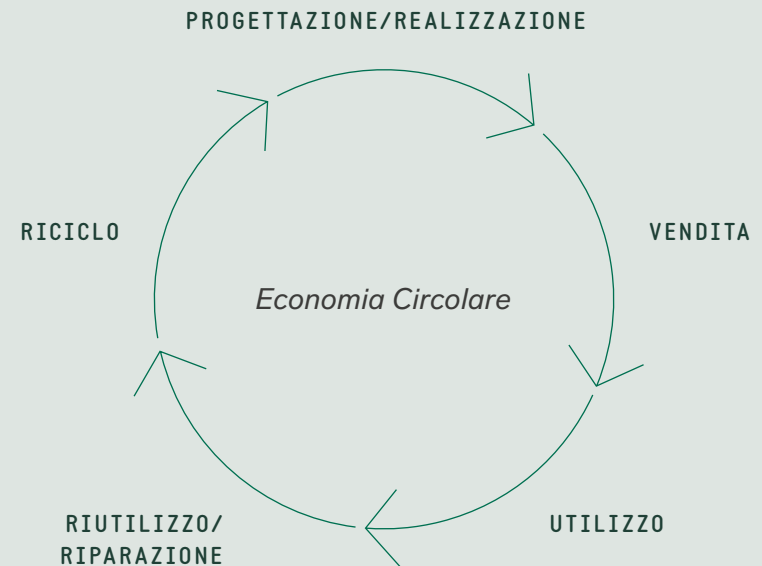 PROGETTAZIONE/REALIZZAZIONE
RICICLO
VENDITA
Economia Circolare
RIUTILIZZO/
RIPARAZIONE
UTILIZZO